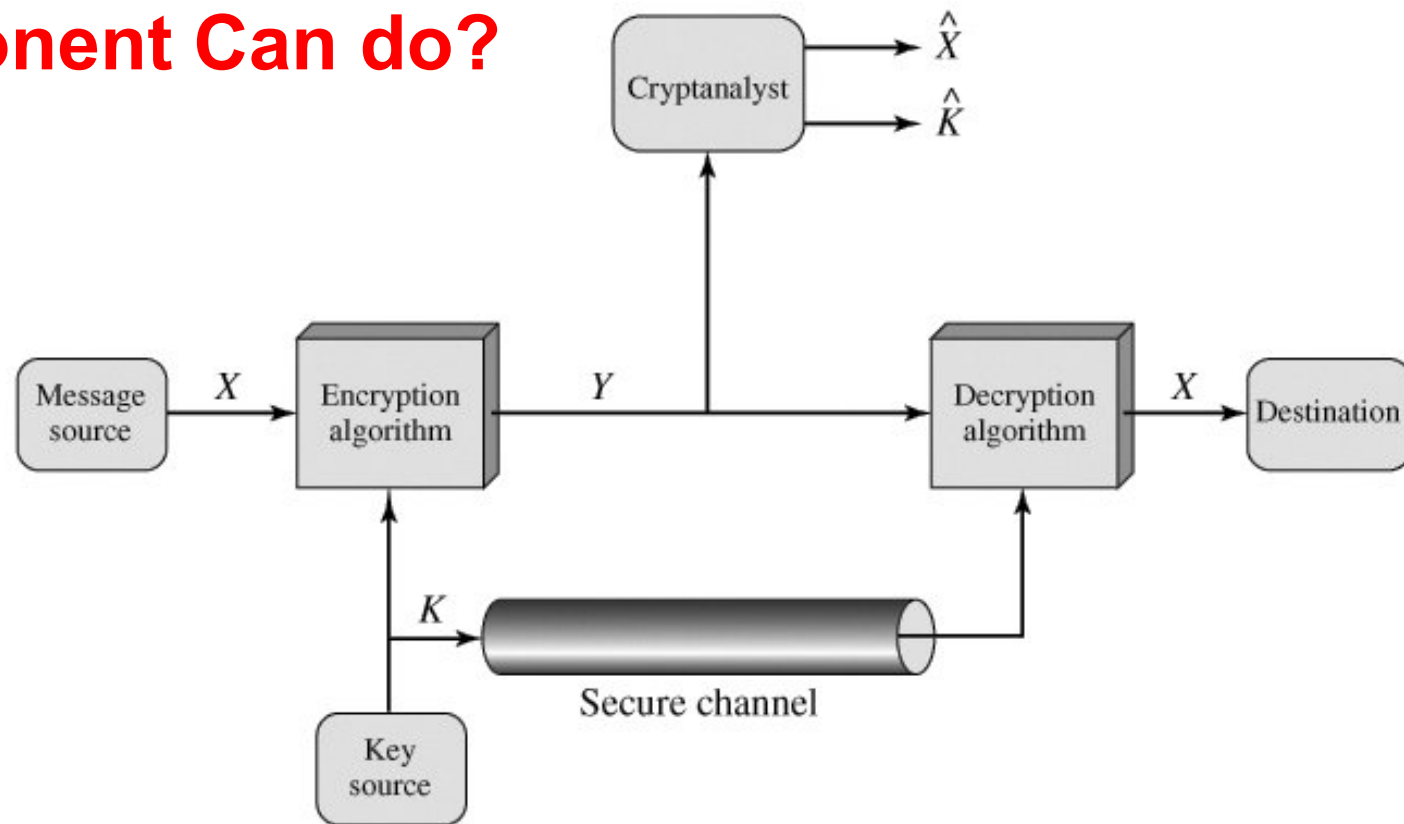 onent Can do?
Cryptanalyst
X̂
K̂
Message
source
X
Encryption
algorithm
Y
Decryption
algorithm
X
Destination
K
Secure channel
Key
source